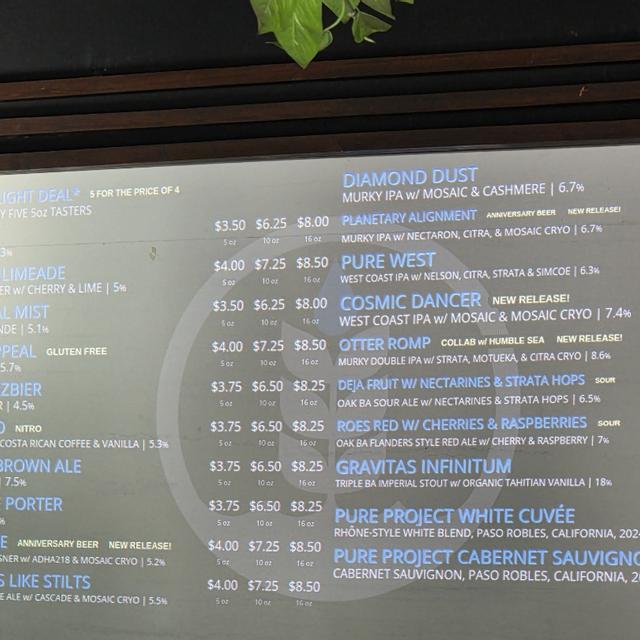 IGHT DEAL* 5 FOR THE PRICE OF 4
Y FIVE 5oz TASTERS
$3.50 $6.25 $8.00
5 oz 10 oz 16 oz
3%
LIMEADE $4.00 $7.25 $8.50
ER w/ CHERRY & LIME | 5% 5 oz 10 oz 16 oz
AL MIST $3.50 $6.25 $8.00
NDE | 5.1% 5 oz 10 oz 16 oz
PPEAL GLUTEN FREE $4.00 $7.25 $8.50
5.7% 5 oz 10 oz 16 oz
ZBIER $3.75 $6.50 $8.25
R | 4.5% 5 oz 10 oz 16 oz
O NITRO $3.75 $6.50 $8.25
COSTA RICAN COFFEE & VANILLA | 5.3% 5 oz 10 oz 16 oz
BROWN ALE $3.75 $6.50 $8.25
| 7.5% 5 oz 10 oz 16 oz
PORTER $3.75 $6.50 $8.25
% 5 oz 10 oz 16 oz
E ANNIVERSARY BEER NEW RELEASE! $4.00 $7.25 $8.50
SNER w/ ADHA218 & MOSAIC CRYO | 5.2% 5 oz 10 oz 16 oz
S LIKE STILTS $4.00 $7.25 $8.50
E ALE w/ CASCADE & MOSAIC CRYO | 5.5% 5 oz 10 oz 16 oz
DIAMOND DUST
MURKY IPA w/ MOSAIC & CASHMERE | 6.7%
PLANETARY ALIGNMENT ANNIVERSARY BEER NEW RELEASE!
MURKY IPA w/ NECTARON, CITRA, & MOSAIC CRYO | 6.7%
PURE WEST
WEST COAST IPA w/ NELSON, CITRA, STRATA & SIMCOE | 6.3%
COSMIC DANCER NEW RELEASE!
WEST COAST IPA w/ MOSAIC & MOSAIC CRYO | 7.4%
OTTER ROMP COLLAB w/ HUMBLE SEA NEW RELEASE!
MURKY DOUBLE IPA w/ STRATA, MOTUEKA, & CITRA CRYO | 8.6%
DEJA FRUIT W/ NECTARINES & STRATA HOPS SOUR
OAK BA SOUR ALE w/ NECTARINES & STRATA HOPS | 6.5%
ROES RED W/ CHERRIES & RASPBERRIES SOUR
OAK BA FLANDERS STYLE RED ALE w/ CHERRY & RASPBERRY | 7%
GRAVITAS INFINITUM
TRIPLE BA IMPERIAL STOUT w/ ORGANIC TAHITIAN VANILLA | 18%
PURE PROJECT WHITE CUVÉE
RHÔNE-STYLE WHITE BLEND, PASO ROBLES, CALIFORNIA, 202
PURE PROJECT CABERNET SAUVIGNO
CABERNET SAUVIGNON, PASO ROBLES, CALIFORNIA, 2